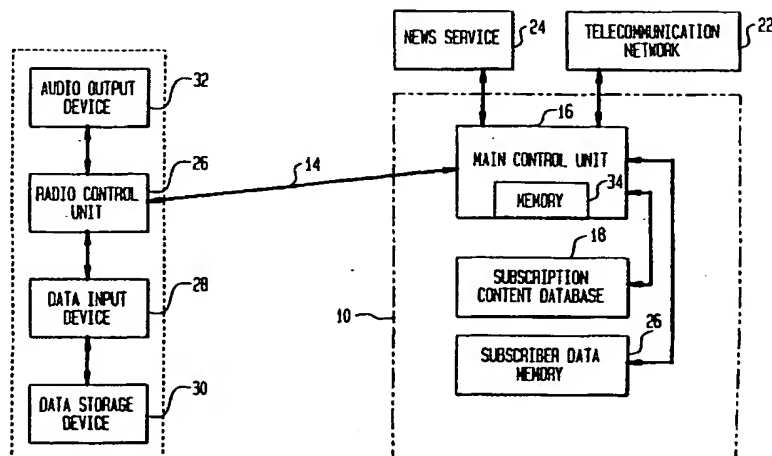 NEWS SERVICE
24
TELECOMMUNICATION
NETWORK
22
AUDIO OUTPUT
DEVICE
32
16
MAIN CONTROL UNIT
MEMORY
34
26
RADIO CONTROL
UNIT
14
18
SUBSCRIPTION
CONTENT DATABASE
DATA INPUT
DEVICE
28
10
26
SUBSCRIBER DATA
MEMORY
DATA STORAGE
DEVICE
30